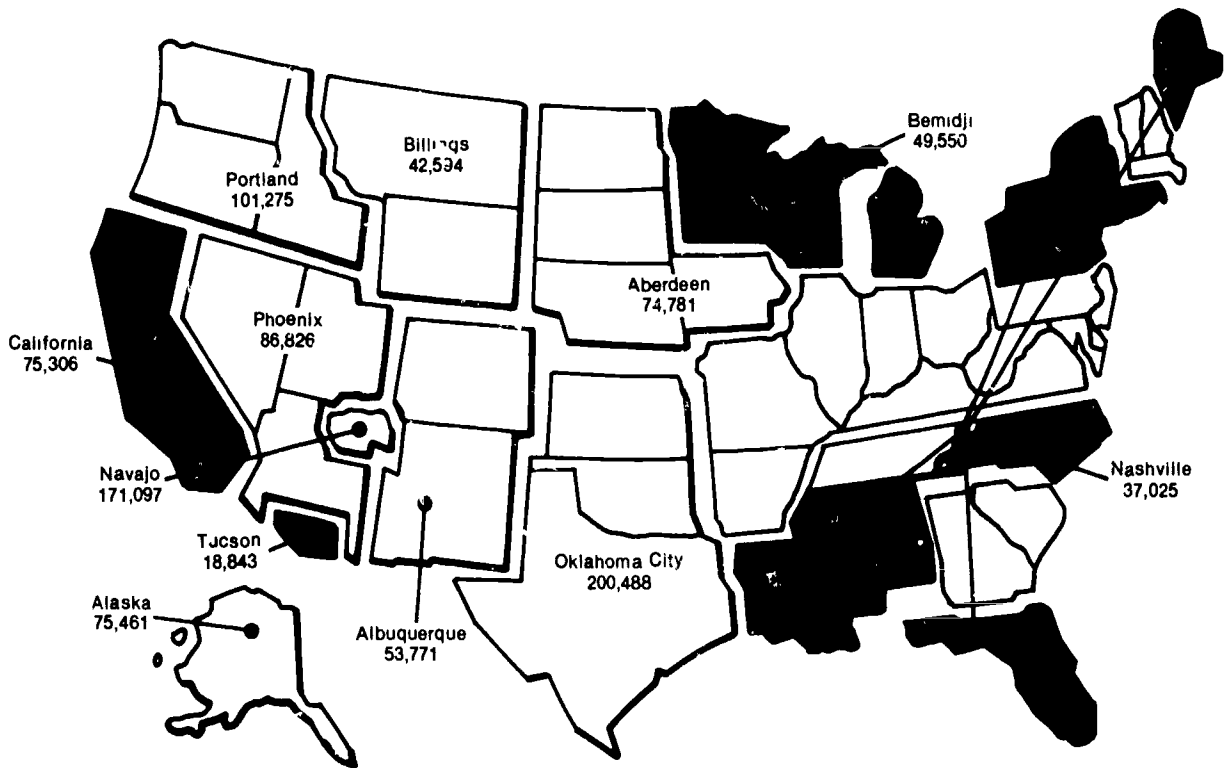 Bemidji
49,550
Billings
42,594
Portland
101,275
Aberdeen
74,781
Phoenix
86,826
California
75,306
Navajo
171,097
Nashville
37,025
Tucson
18,843
Oklahoma City
200,488
Alaska
75,461
Albuquerque
53,771